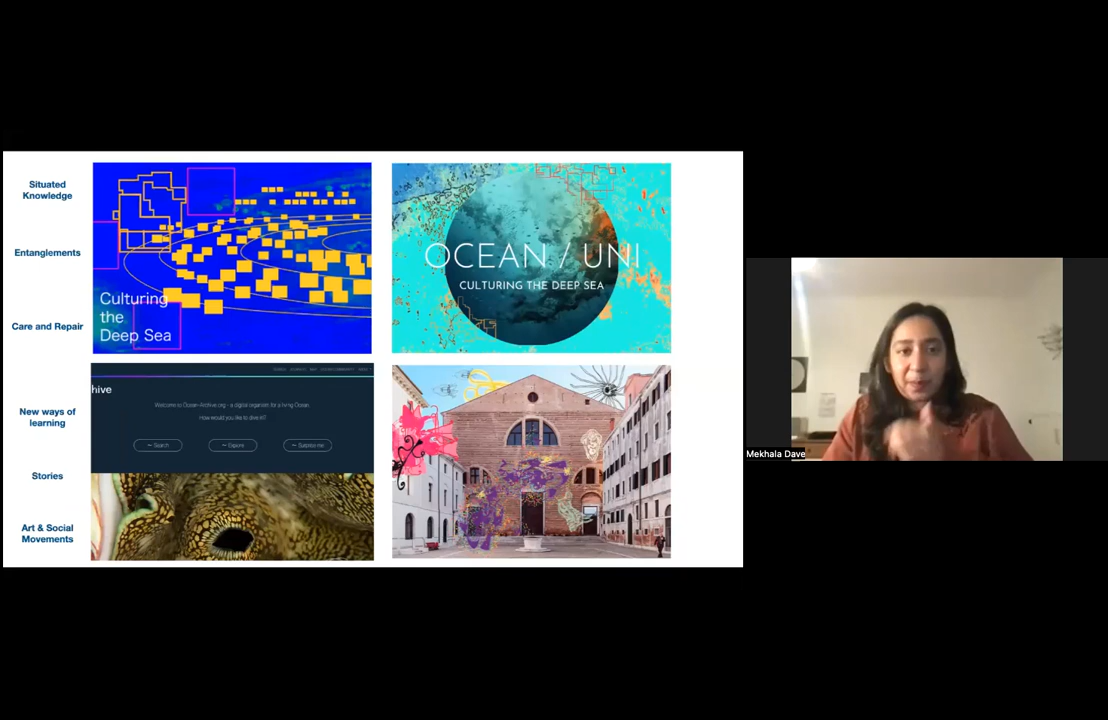 Situated
Knowledge
Entanglements
Care and Repair
New ways of
learning
Stories
Art & Social
Movements
Culturing
the
Deep Sea
OCEAN / UNI
CULTURING THE DEEP SEA
hive
Welcome to Ocean-Archive.org - a digital organism for a living Ocean.
How would you like to dive in?
Search
Explore
Surprise me
Mekhala Dave